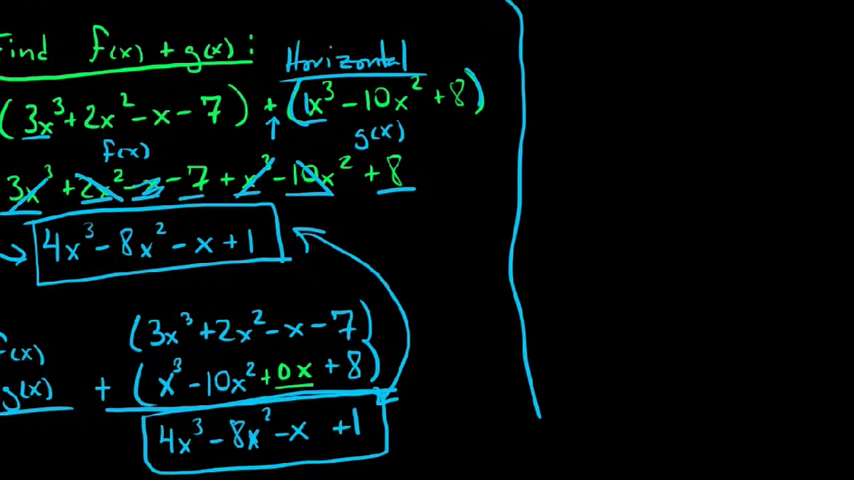 Find f(x) + g(x) :
Horizontal
(3x³+2x²-x-7) + (1x³-10x²+8)
f(x) g(x)
3x³+2x²-x-7+x³-10x²+8
4x³-8x²-x+1
(3x³+2x²-x-7)
f(x)
g(x) + (x³-10x²+0x+8)
4x³-8x²-x+1